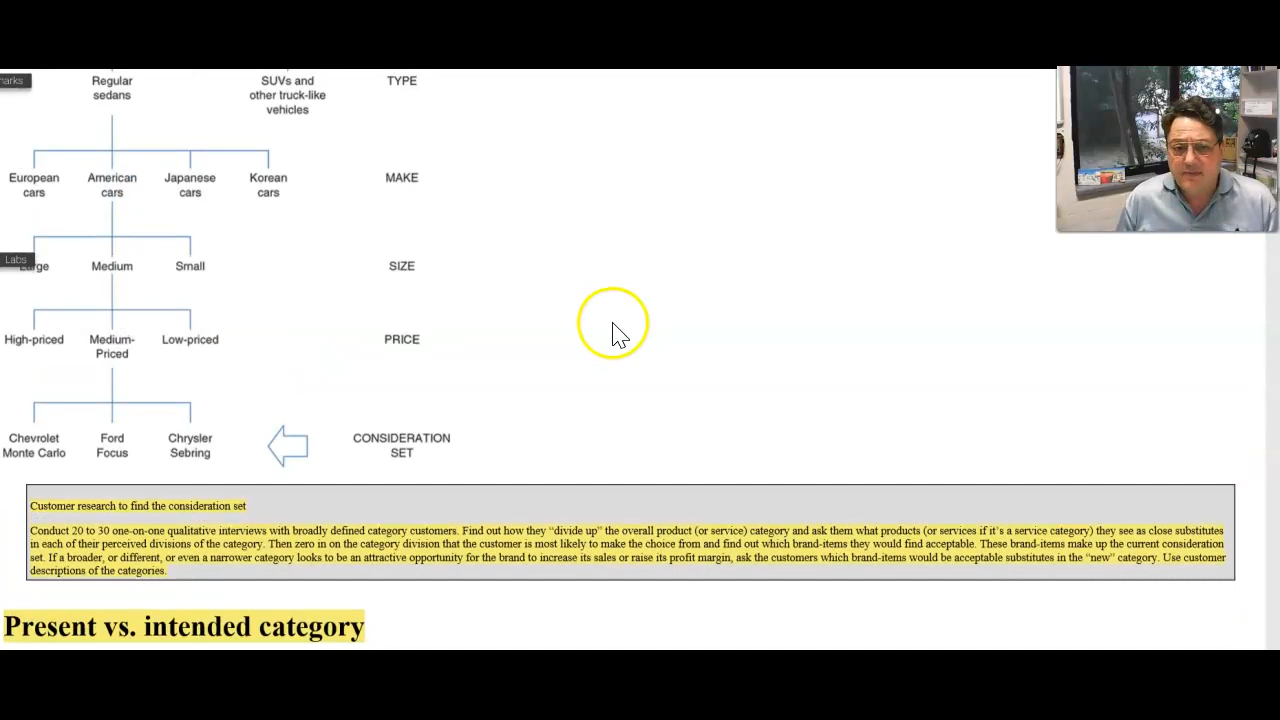 marks
Regular
sedans
SUVs and
other truck-like
vehicles
TYPE
European
cars
American
cars
Japanese
cars
Korean
cars
MAKE
Labs
Large
Medium
Small
SIZE
High-priced
Medium-
Priced
Low-priced
PRICE
Chevrolet
Monte Carlo
Ford
Focus
Chrysler
Sebring
CONSIDERATION
SET
Customer research to find the consideration set
Conduct 20 to 30 one-on-one qualitative interviews with broadly defined category customers. Find out how they “divide up” the overall product (or service) category and ask them what products (or services if it’s a service category) they see as close substitutes
in each of their perceived divisions of the category. Then zero in on the category division that the customer is most likely to make the choice from and find out which brand-items they would find acceptable. These brand-items make up the current consideration
set. If a broader, or different, or even a narrower category looks to be an attractive opportunity for the brand to increase its sales or raise its profit margin, ask the customers which brand-items would be acceptable substitutes in the “new” category. Use customer
descriptions of the categories.
Present vs. intended category